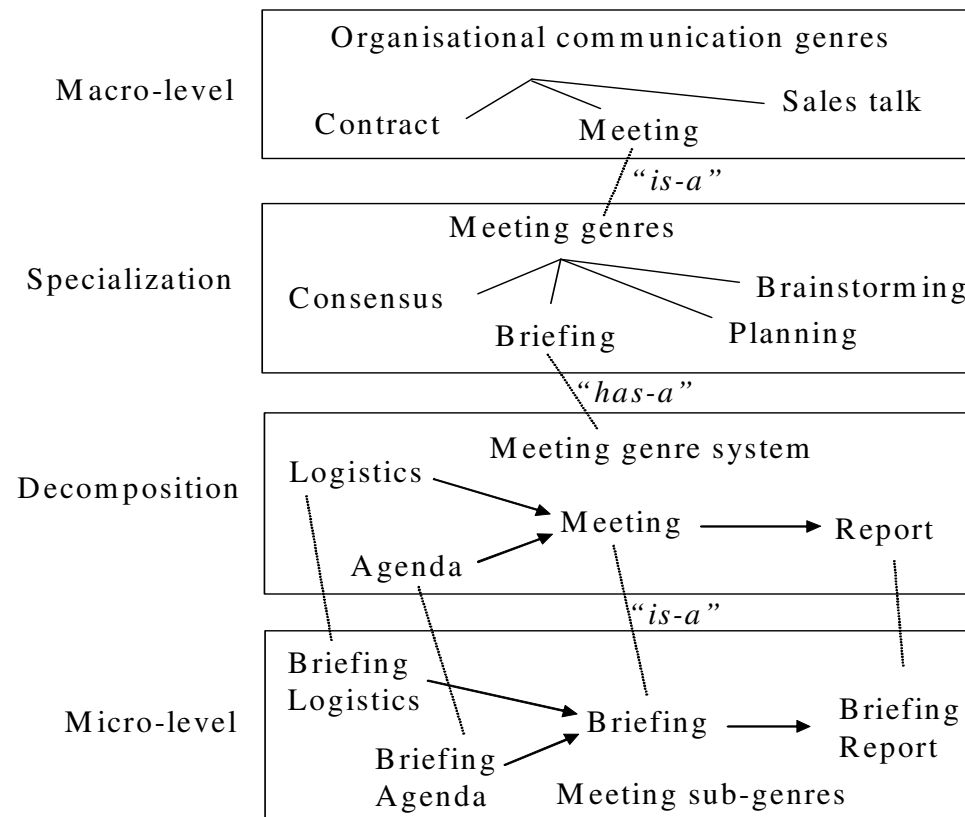 Organisational communication genres
Macro-level
Sales talk
Contract
Meeting
“is-a”
Meeting genres
Specialization
Consensus
Brainstorming
Briefing
Planning
“has-a”
Meeting genre system
Logistics
Decomposition
Meeting
Report
Agenda
“is-a”
Briefing
Logistics
Micro-level
Briefing
Briefing
Report
Briefing
Agenda
Meeting sub-genres